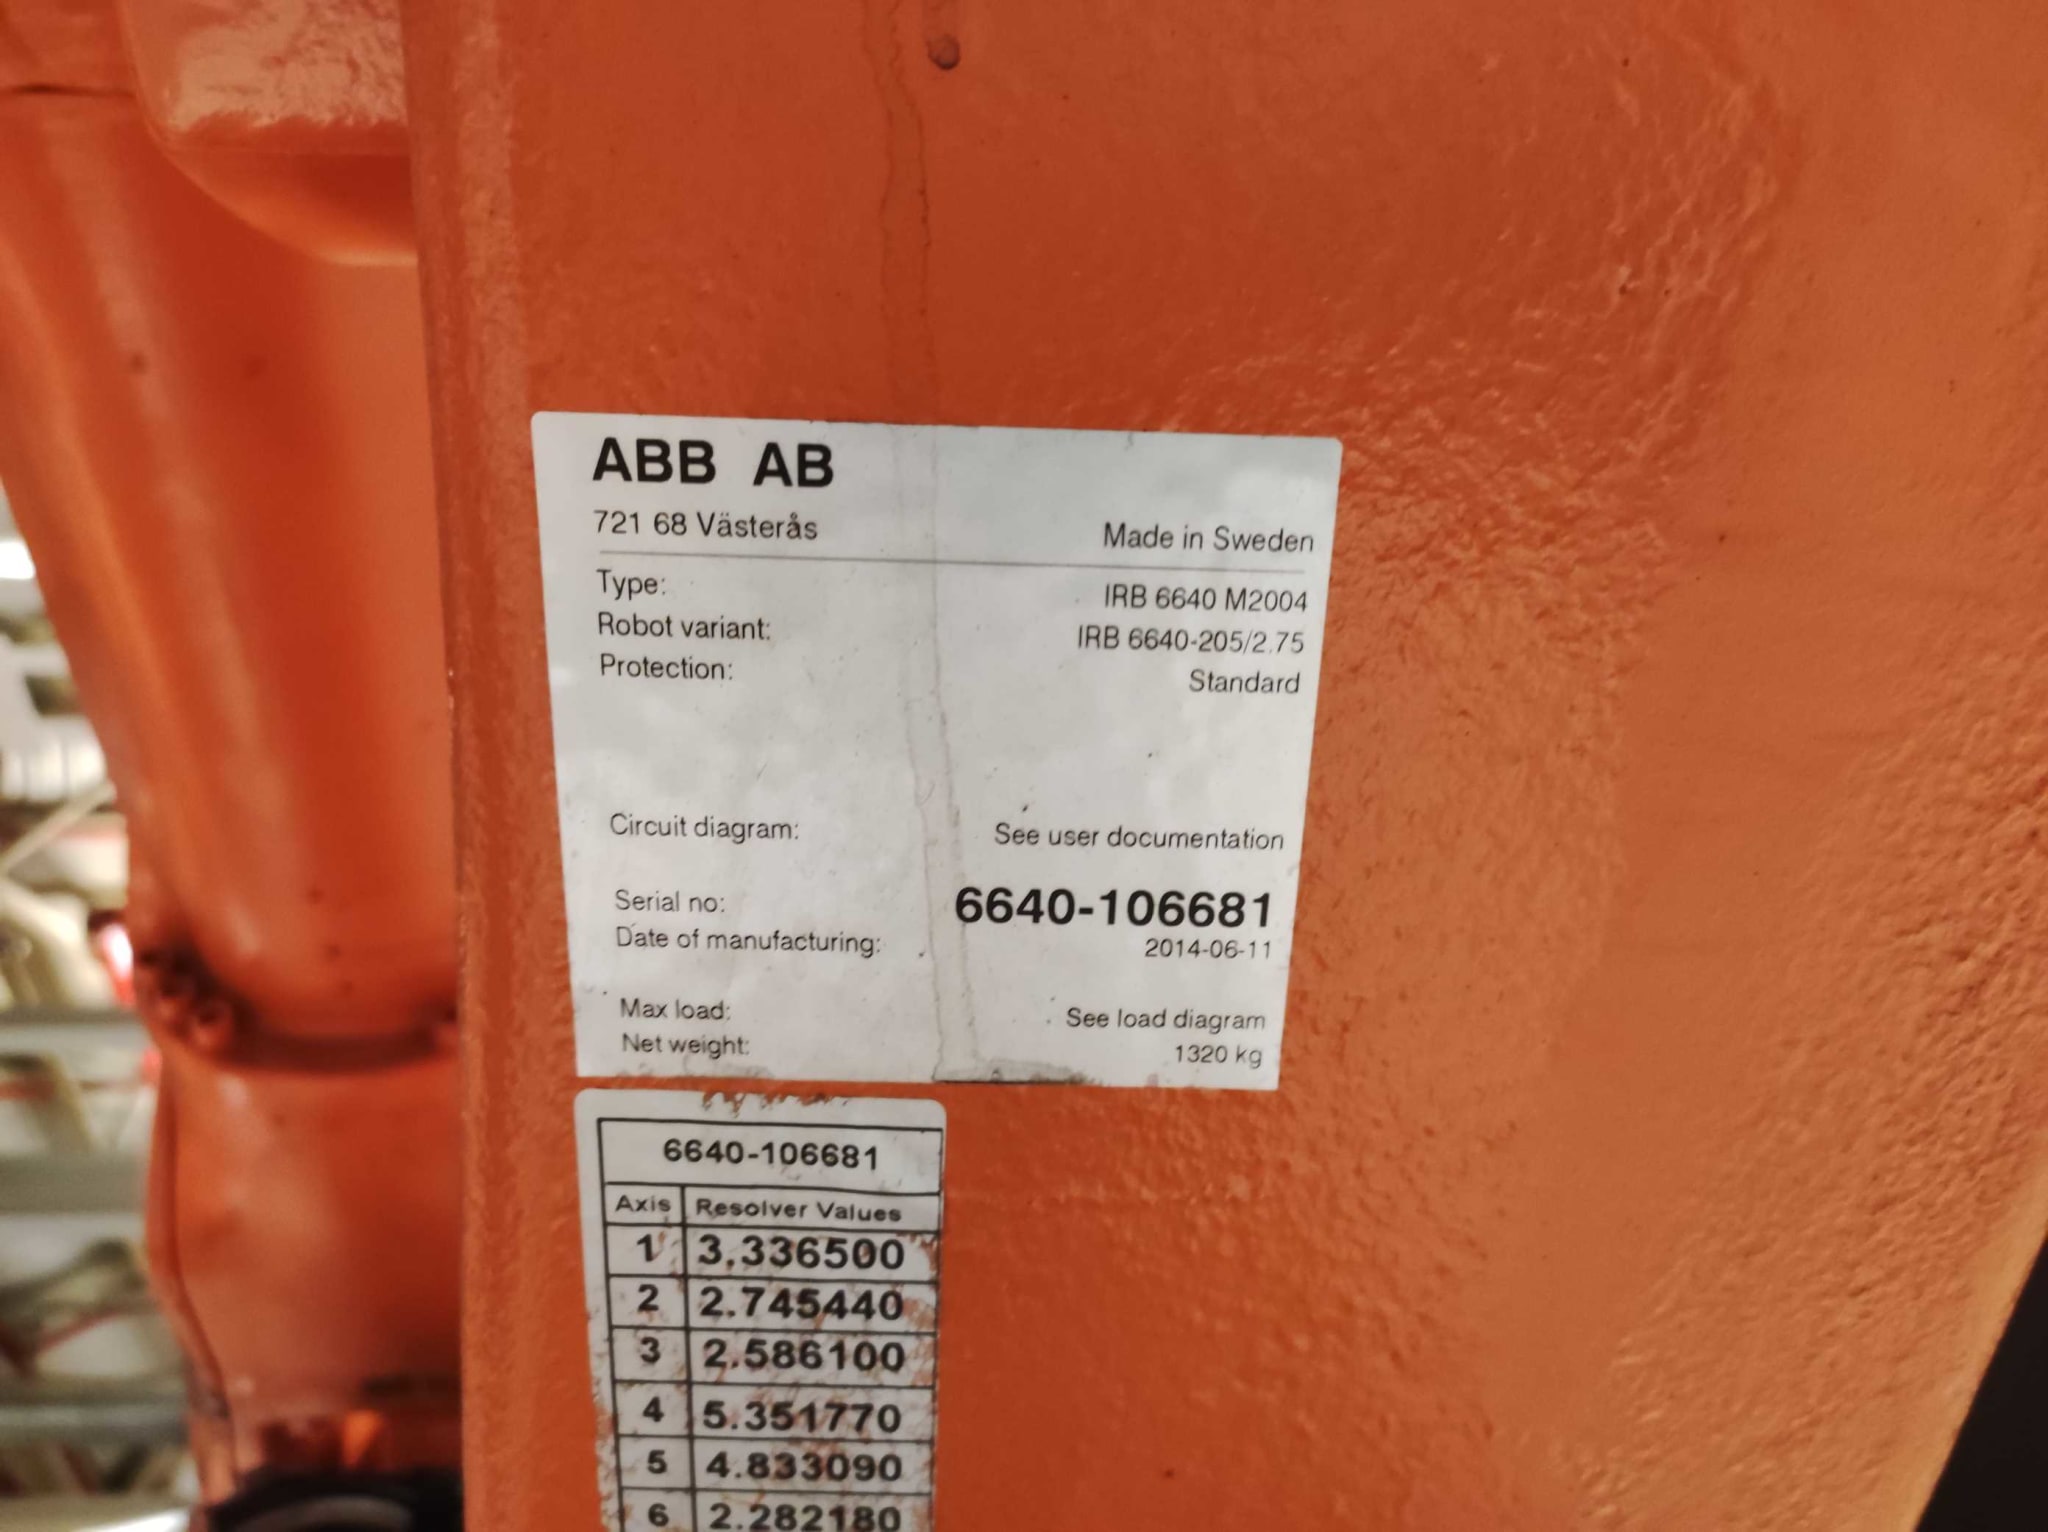 ABB AB
721 68 Västerås Made in Sweden
Type: IRB 6640 M2004
Robot variant: IRB 6640-205/2.75
Protection: Standard
Circuit diagram: See user documentation
Serial no: 6640-106681
Date of manufacturing: 2014-06-11
Max load: See load diagram
Net weight: 1320 kg
6640-106681
Axis Resolver Values
1 3.336500
2 2.745440
3 2.586100
4 5.351770
5 4.833090
6 2.282180